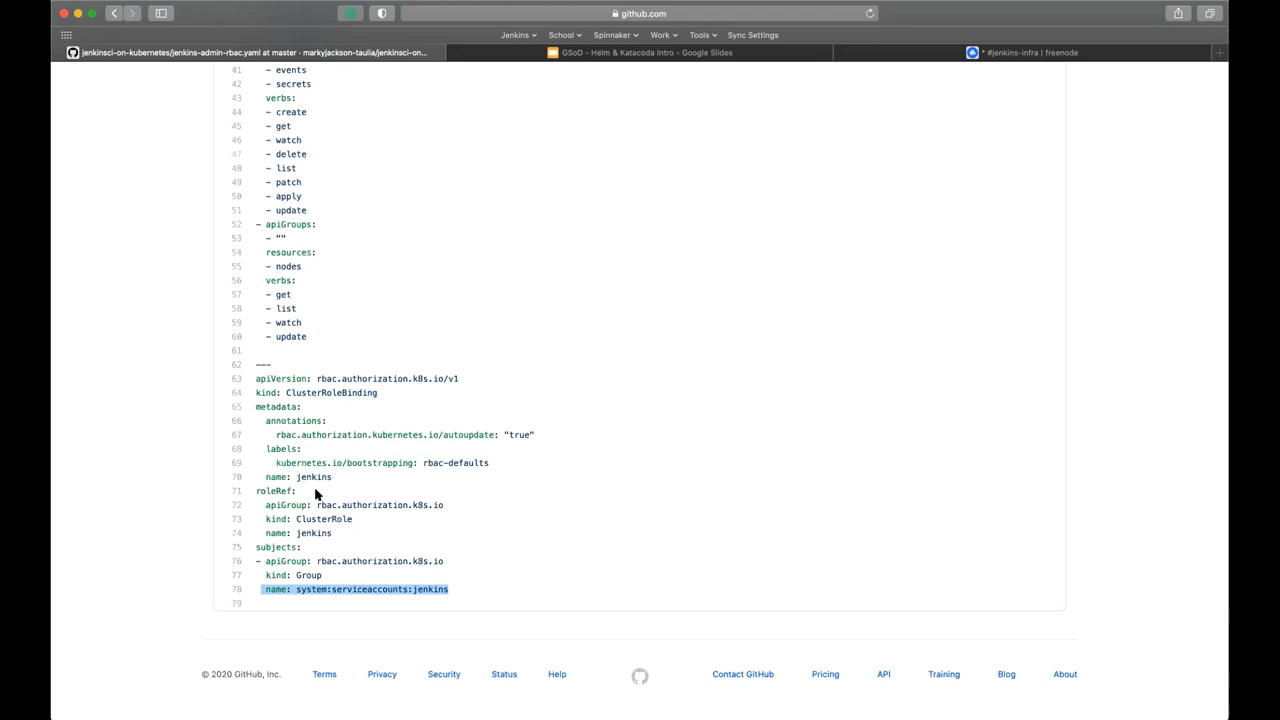 github.com
Jenkins School Spinnaker Work Tools Sync Settings
jenkinsci-on-kubernetes/jenkins-admin-rbac.yaml at master · markyjackson-taulia/jenkinsci-on...
GSoD - Helm & Katacoda Intro - Google Slides
* #jenkins-infra | freenode
41 - events
42 - secrets
43 verbs:
44 - create
45 - get
46 - watch
47 - delete
48 - list
49 - patch
50 - apply
51 - update
52 - apiGroups:
53 - ""
54 resources:
55 - nodes
56 verbs:
57 - get
58 - list
59 - watch
60 - update
61
62 ---
63 apiVersion: rbac.authorization.k8s.io/v1
64 kind: ClusterRoleBinding
65 metadata:
66 annotations:
67 rbac.authorization.kubernetes.io/autoupdate: "true"
68 labels:
69 kubernetes.io/bootstrapping: rbac-defaults
70 name: jenkins
71 roleRef:
72 apiGroup: rbac.authorization.k8s.io
73 kind: ClusterRole
74 name: jenkins
75 subjects:
76 - apiGroup: rbac.authorization.k8s.io
77 kind: Group
78 name: system:serviceaccounts:jenkins
79
© 2020 GitHub, Inc. Terms Privacy Security Status Help Contact GitHub Pricing API Training Blog About